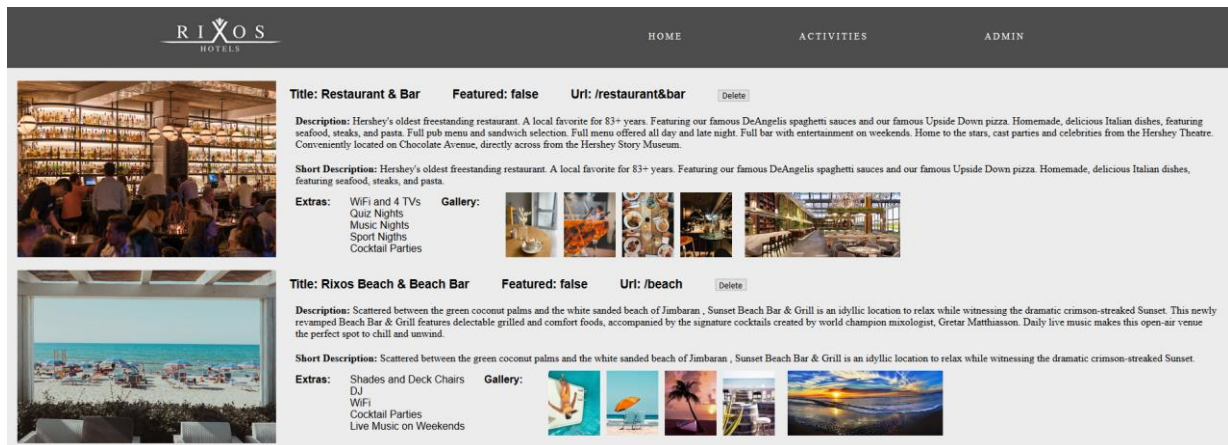 RIXOS
HOTELS
HOME ACTIVITIES ADMIN
Title: Restaurant & Bar Featured: false Url: /restaurant&bar Delete
Description: Hershey's oldest freestanding restaurant. A local favorite for 83+ years. Featuring our famous DeAngelis spaghetti sauces and our famous Upside Down pizza. Homemade, delicious Italian dishes, featuring
seafood, steaks, and pasta. Full pub menu and sandwich selection. Full menu offered all day and late night. Full bar with entertainment on weekends. Home to the stars, cast parties and celebrities from the Hershey Theatre.
Conveniently located on Chocolate Avenue, directly across from the Hershey Story Museum.
Short Description: Hershey's oldest freestanding restaurant. A local favorite for 83+ years. Featuring our famous DeAngelis spaghetti sauces and our famous Upside Down pizza. Homemade, delicious Italian dishes,
featuring seafood, steaks, and pasta.
Extras: WiFi and 4 TVs Gallery:
Quiz Nights
Music Nights
Sport Nigths
Cocktail Parties
Title: Rixos Beach & Beach Bar Featured: false Url: /beach Delete
Description: Scattered between the green coconut palms and the white sanded beach of Jimbaran , Sunset Beach Bar & Grill is an idyllic location to relax while witnessing the dramatic crimson-streaked Sunset. This newly
revamped Beach Bar & Grill features delectable grilled and comfort foods, accompanied by the signature cocktails created by world champion mixologist, Gretar Matthiasson. Daily live music makes this open-air venue
the perfect spot to chill and unwind.
Short Description: Scattered between the green coconut palms and the white sanded beach of Jimbaran , Sunset Beach Bar & Grill is an idyllic location to relax while witnessing the dramatic crimson-streaked Sunset.
Extras: Shades and Deck Chairs Gallery:
DJ
WiFi
Cocktail Parties
Live Music on Weekends